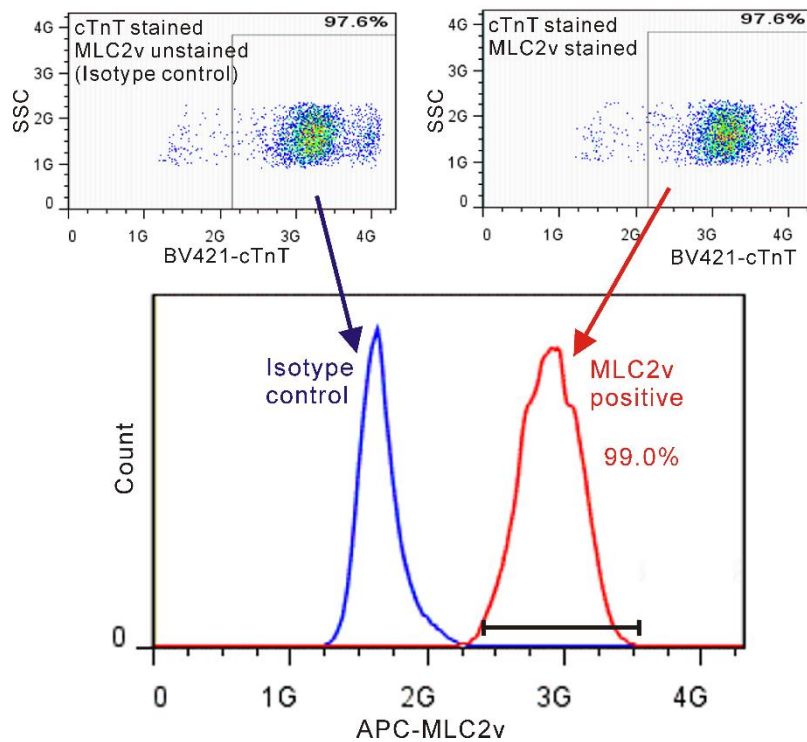 97.6%
cTnT stained
MLC2v unstained
(Isotype control)
4G
3G
2G
1G
0
SSC
0
1G
2G
3G
4G
BV421-cTnT
97.6%
cTnT stained
MLC2v stained
4G
3G
2G
1G
0
SSC
0
1G
2G
3G
4G
BV421-cTnT
Isotype
control
MLC2v
positive
99.0%
Count
0
0
1G
2G
3G
4G
APC-MLC2v